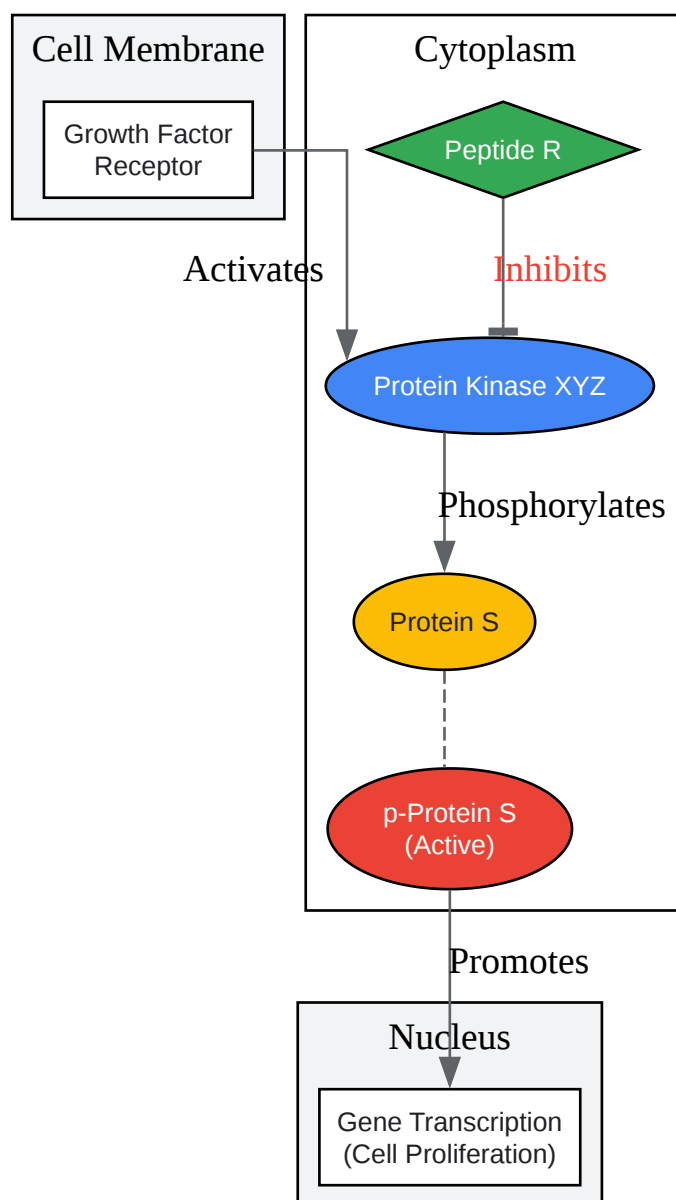 Cell Membrane
Cytoplasm
Growth Factor
Receptor
Peptide R
Activates
Inhibits
Protein Kinase XYZ
Phosphorylates
Protein S
p-Protein S
(Active)
Promotes
Nucleus
Gene Transcription
(Cell Proliferation)